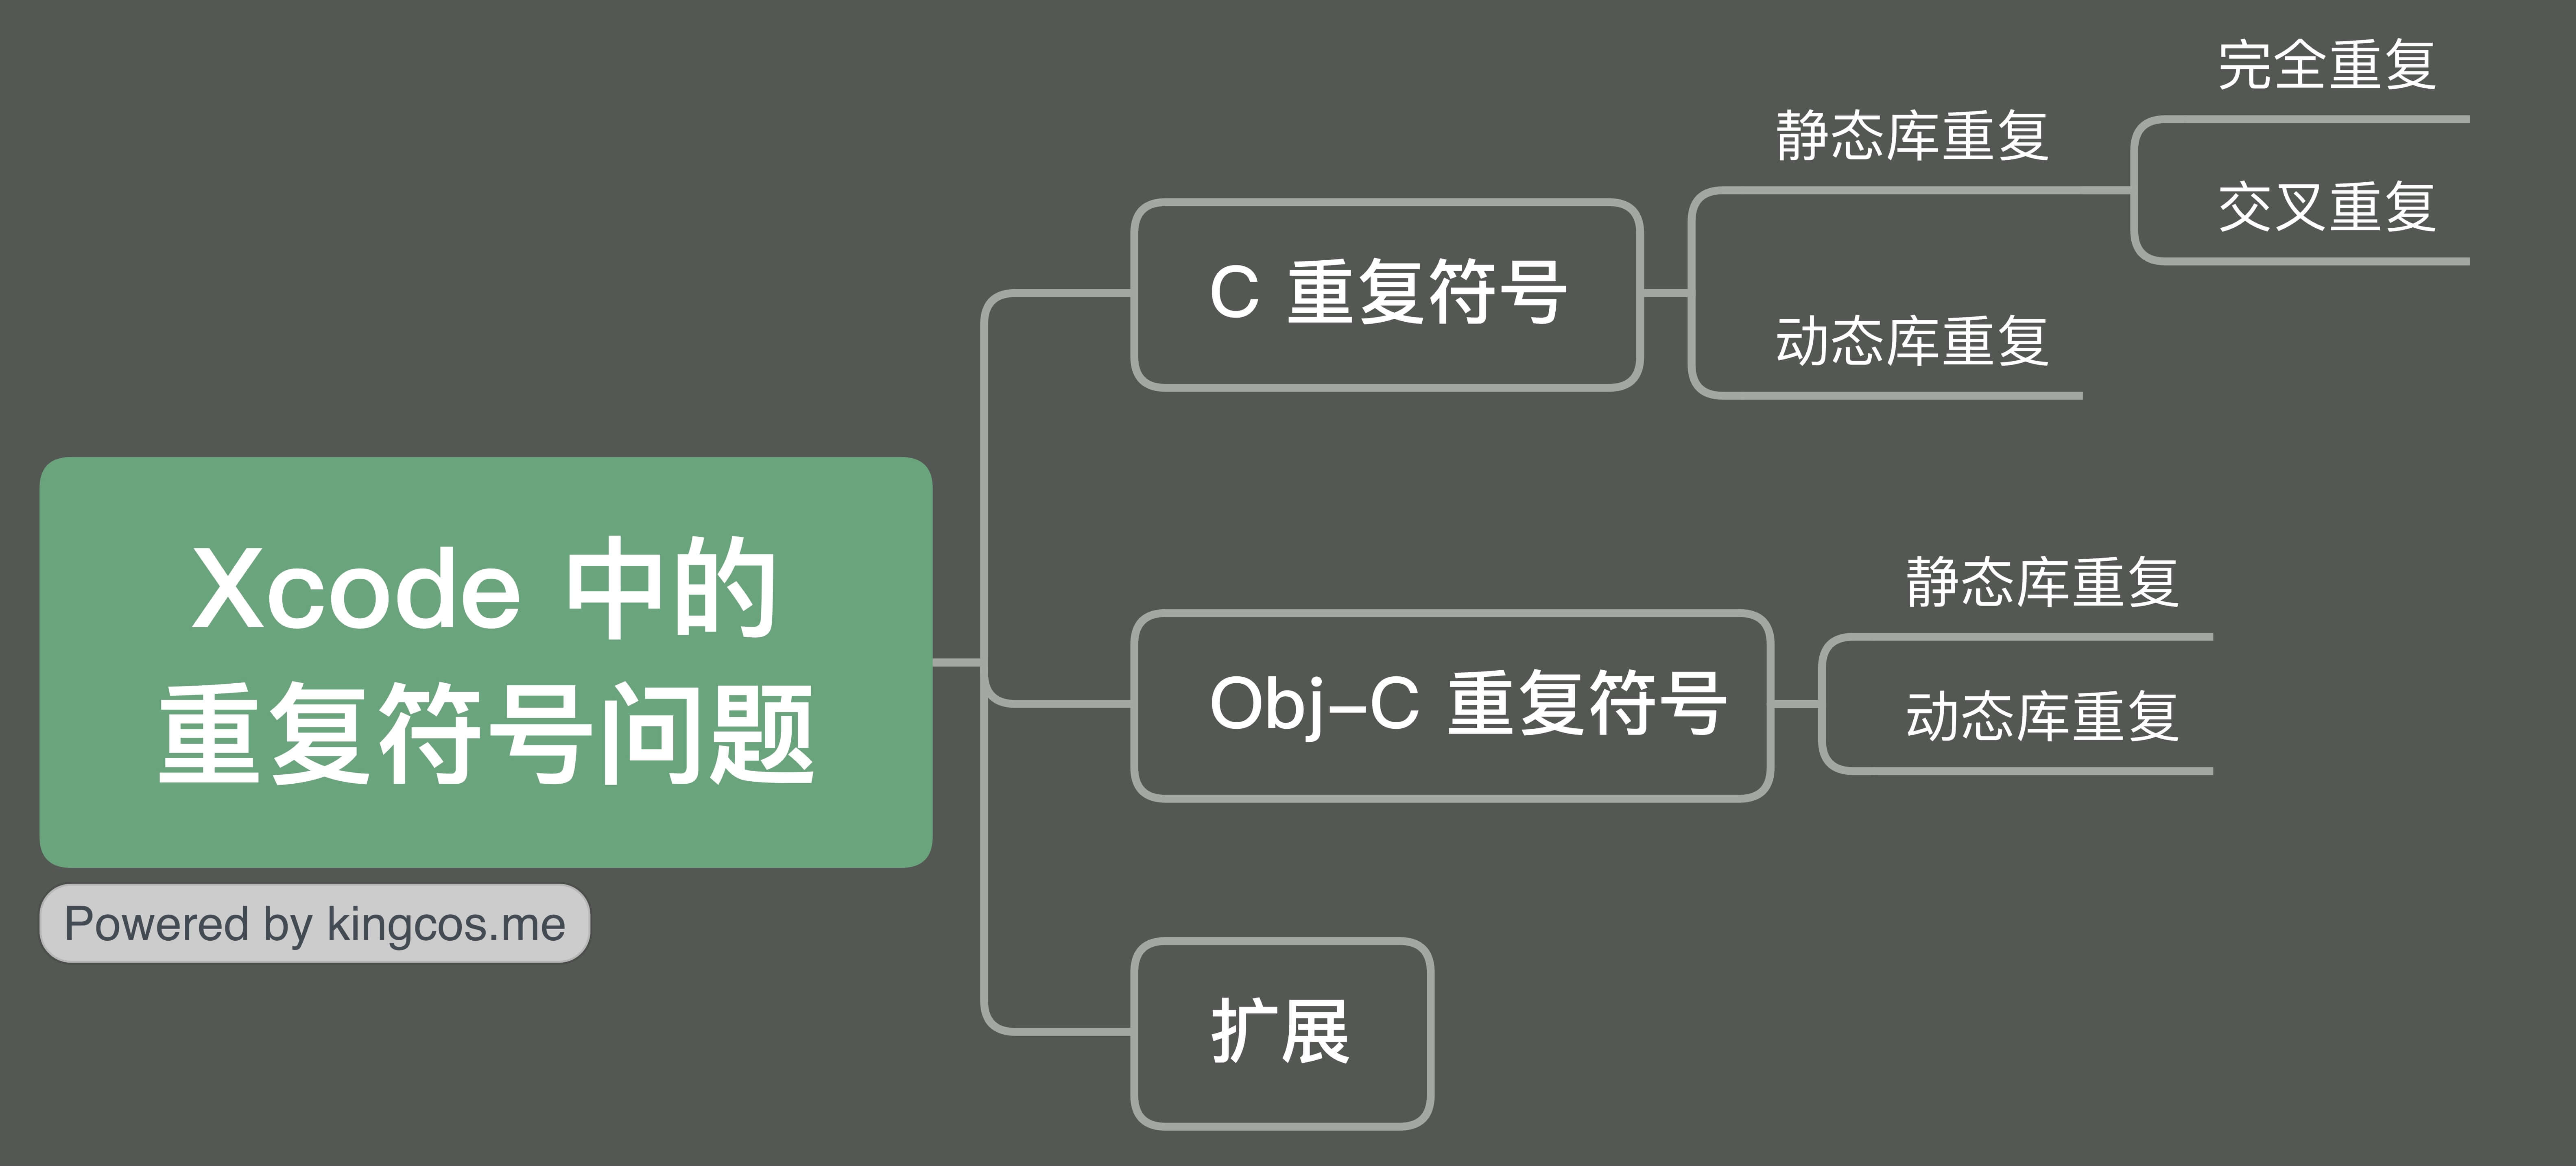 Xcode 中的
重复符号问题
Powered by kingcos.me
C 重复符号
静态库重复
完全重复
交叉重复
动态库重复
Obj-C 重复符号
静态库重复
动态库重复
扩展